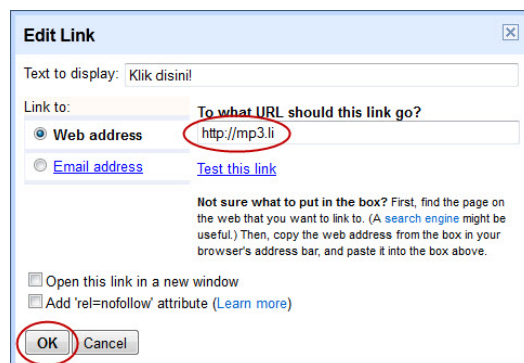 Edit Link
Text to display: Klik disini!
Link to:
To what URL should this link go?
Web address
http://mp3.li
Email address
Test this link
Not sure what to put in the box? First, find the page on
the web that you want to link to. (A search engine might be
useful.) Then, copy the web address from the box in your
browser's address bar, and paste it into the box above.
Open this link in a new window
Add 'rel=nofollow' attribute (Learn more)
OK Cancel